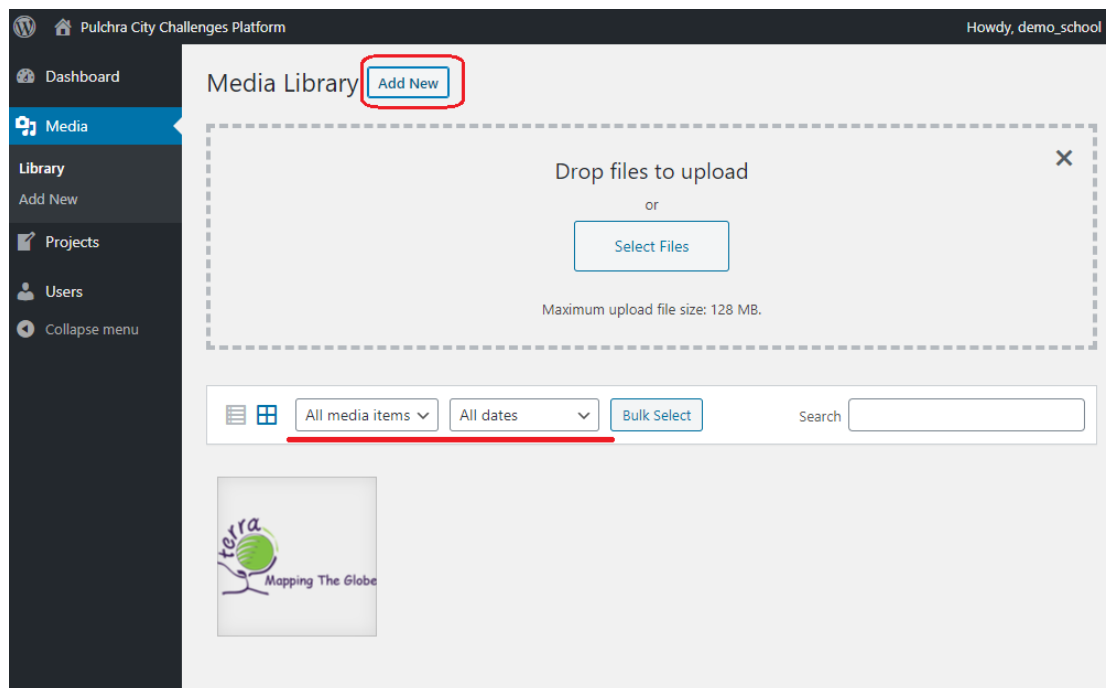 Pulchra City Challenges Platform
Howdy, demo_school
Dashboard
Media
Library
Add New
Projects
Users
Collapse menu
Media Library Add New
Drop files to upload
or
Select Files
Maximum upload file size: 128 MB.
All media items All dates Bulk Select Search
terra
Mapping The Globe